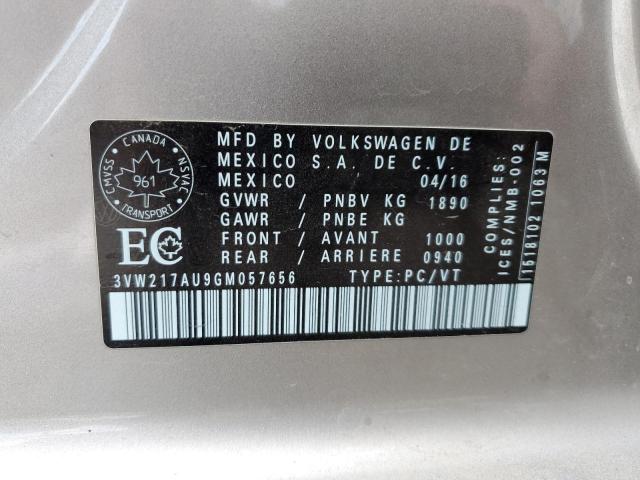 CANADA
CMVSS
NSVAC
961
TRANSPORT
EC
MFD BY VOLKSWAGEN DE
MEXICO S.A. DE C.V.
MEXICO 04/16
GVWR / PNBV KG 1890
GAWR / PNBE KG
FRONT / AVANT 1000
REAR / ARRIERE 0940
3VW217AU9GM057656 TYPE:PC/VT
COMPLIES:
ICES/NMB-002
1518102 1063 M